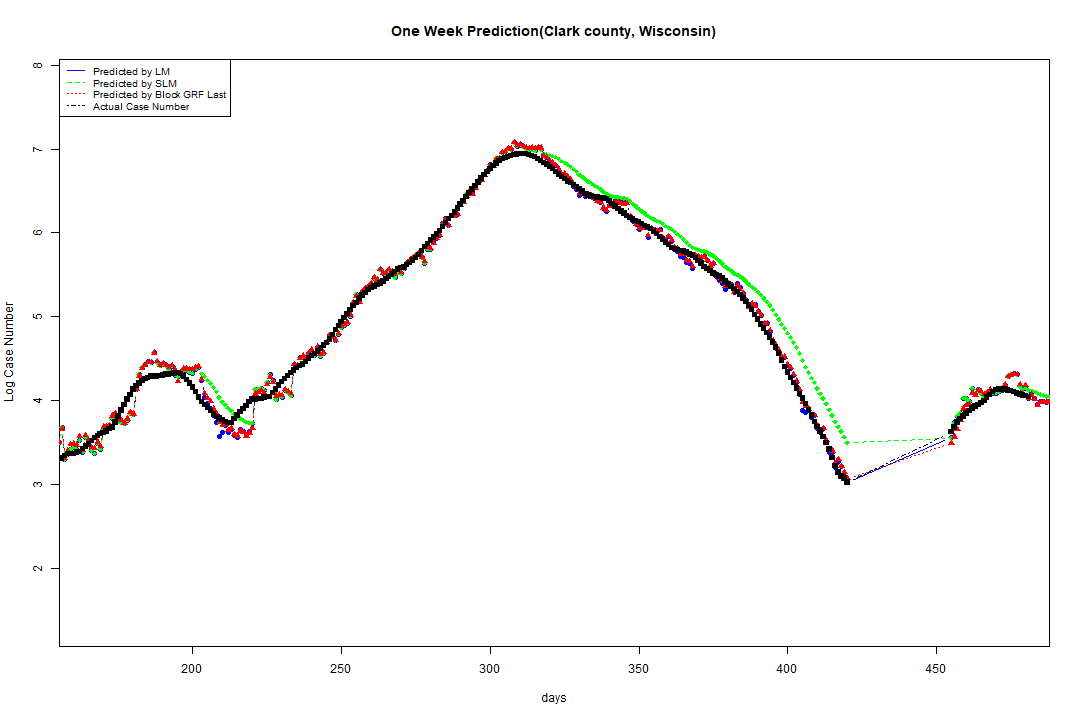 One Week Prediction(Clark county, Wisconsin)
Predicted by LM
Predicted by SLM
Predicted by Block GRF Last
Actual Case Number
Log Case Number
8
7
6
5
4
3
2
200 250 300 350 400 450
days